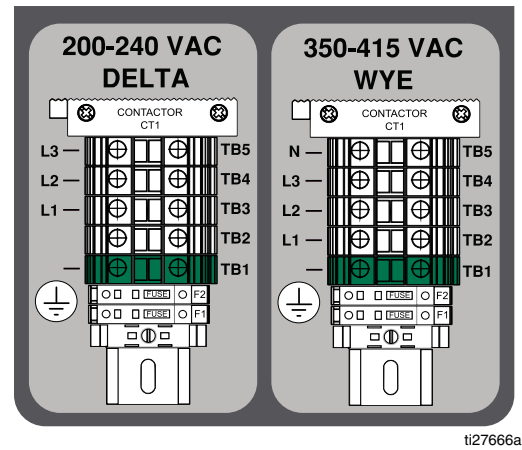 200-240 VAC
DELTA
CONTACTOR
CT1
L3 TB5
L2 TB4
L1 TB3
TB2
TB1
FUSE F2
FUSE F1
350-415 VAC
WYE
CONTACTOR
CT1
N TB5
L3 TB4
L2 TB3
L1 TB2
TB1
FUSE F2
FUSE F1
ti27666a